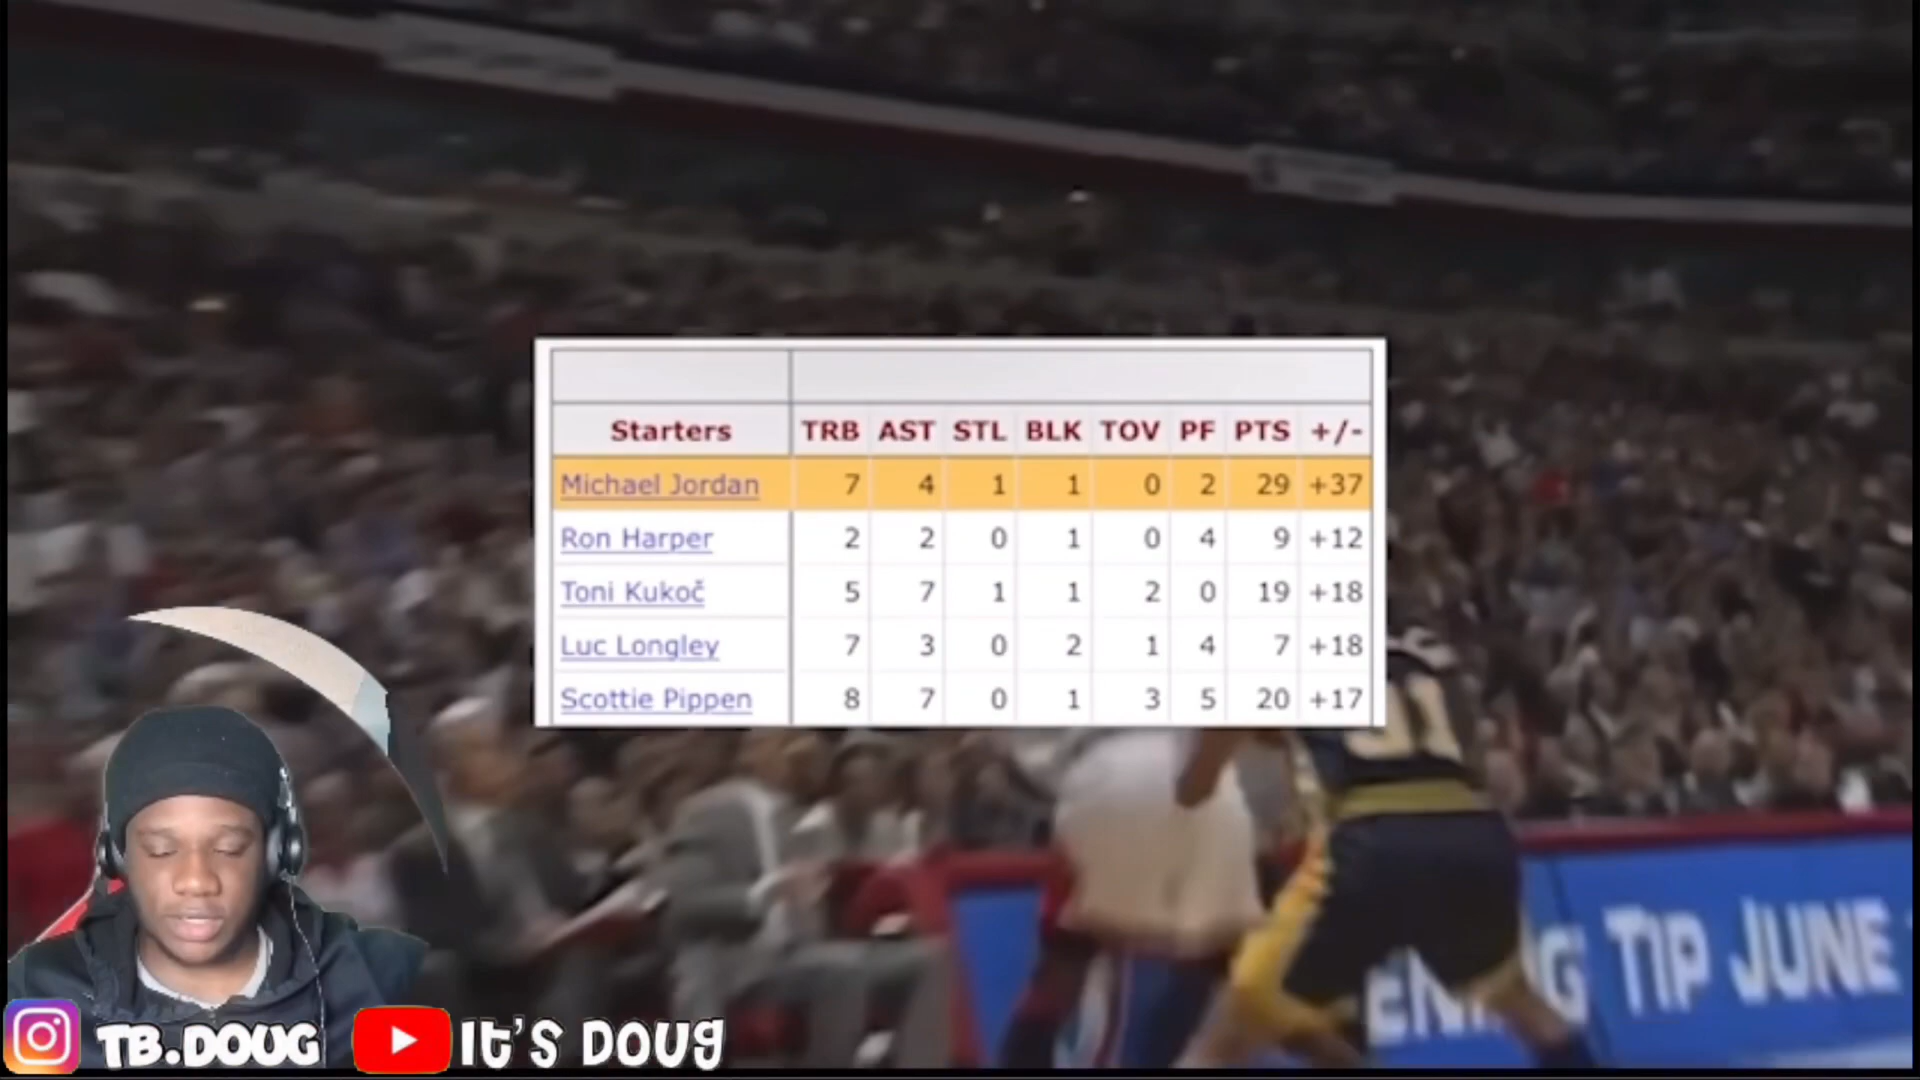 Starters TRB AST STL BLK TOV PF PTS +/-
Michael Jordan 7 4 1 1 0 2 29 +37
Ron Harper 2 2 0 1 0 4 9 +12
Toni Kukoč 5 7 1 1 2 0 19 +18
Luc Longley 7 3 0 2 1 4 7 +18
Scottie Pippen 8 7 0 1 3 5 20 +17
TIP JUNE
TB.DOUG IT'S DOUG